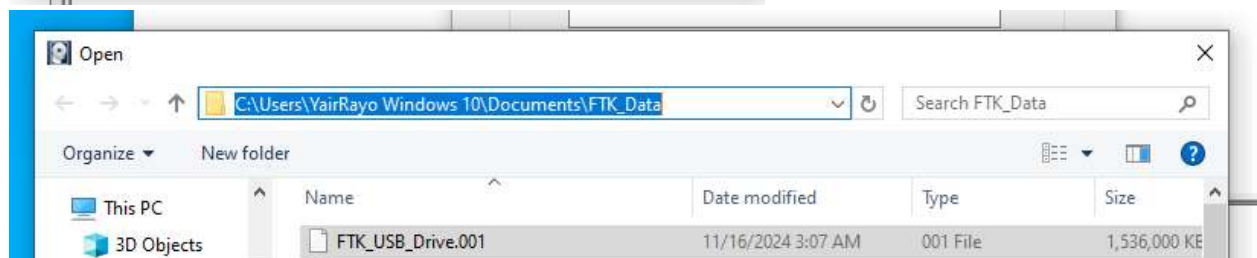 Open
C:\Users\YairRayo Windows 10\Documents\FTK_Data Search FTK_Data
Organize New folder
This PC Name Date modified Type Size
3D Objects FTK_USB_Drive.001 11/16/2024 3:07 AM 001 File 1,536,000 KB